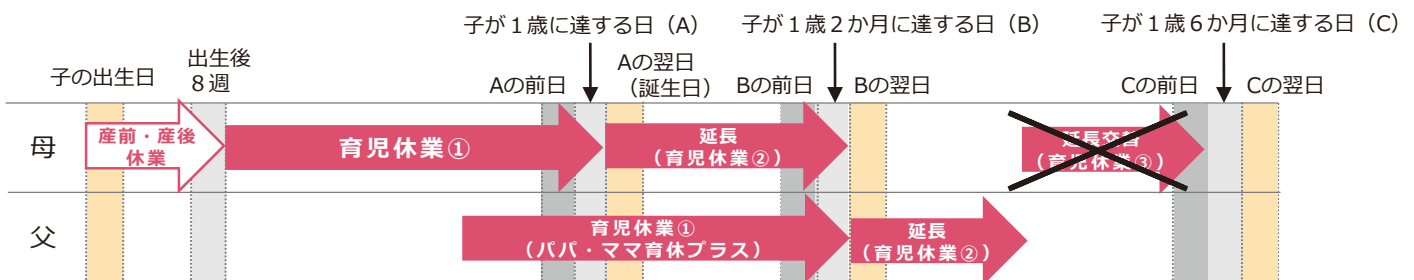 子が１歳に達する日（A） 子が１歳２か月に達する日（B） 子が１歳６か月に達する日（C）
子の出生日
出生後
８週
Aの前日
Aの翌日
（誕生日）
Bの前日
Bの翌日
Cの前日
Cの翌日
母
産前・産後
休業
育児休業①
延長
（育児休業②）
延長交替
（育児休業③）
父
育児休業①
（パパ・ママ育休プラス）
延長
（育児休業②）